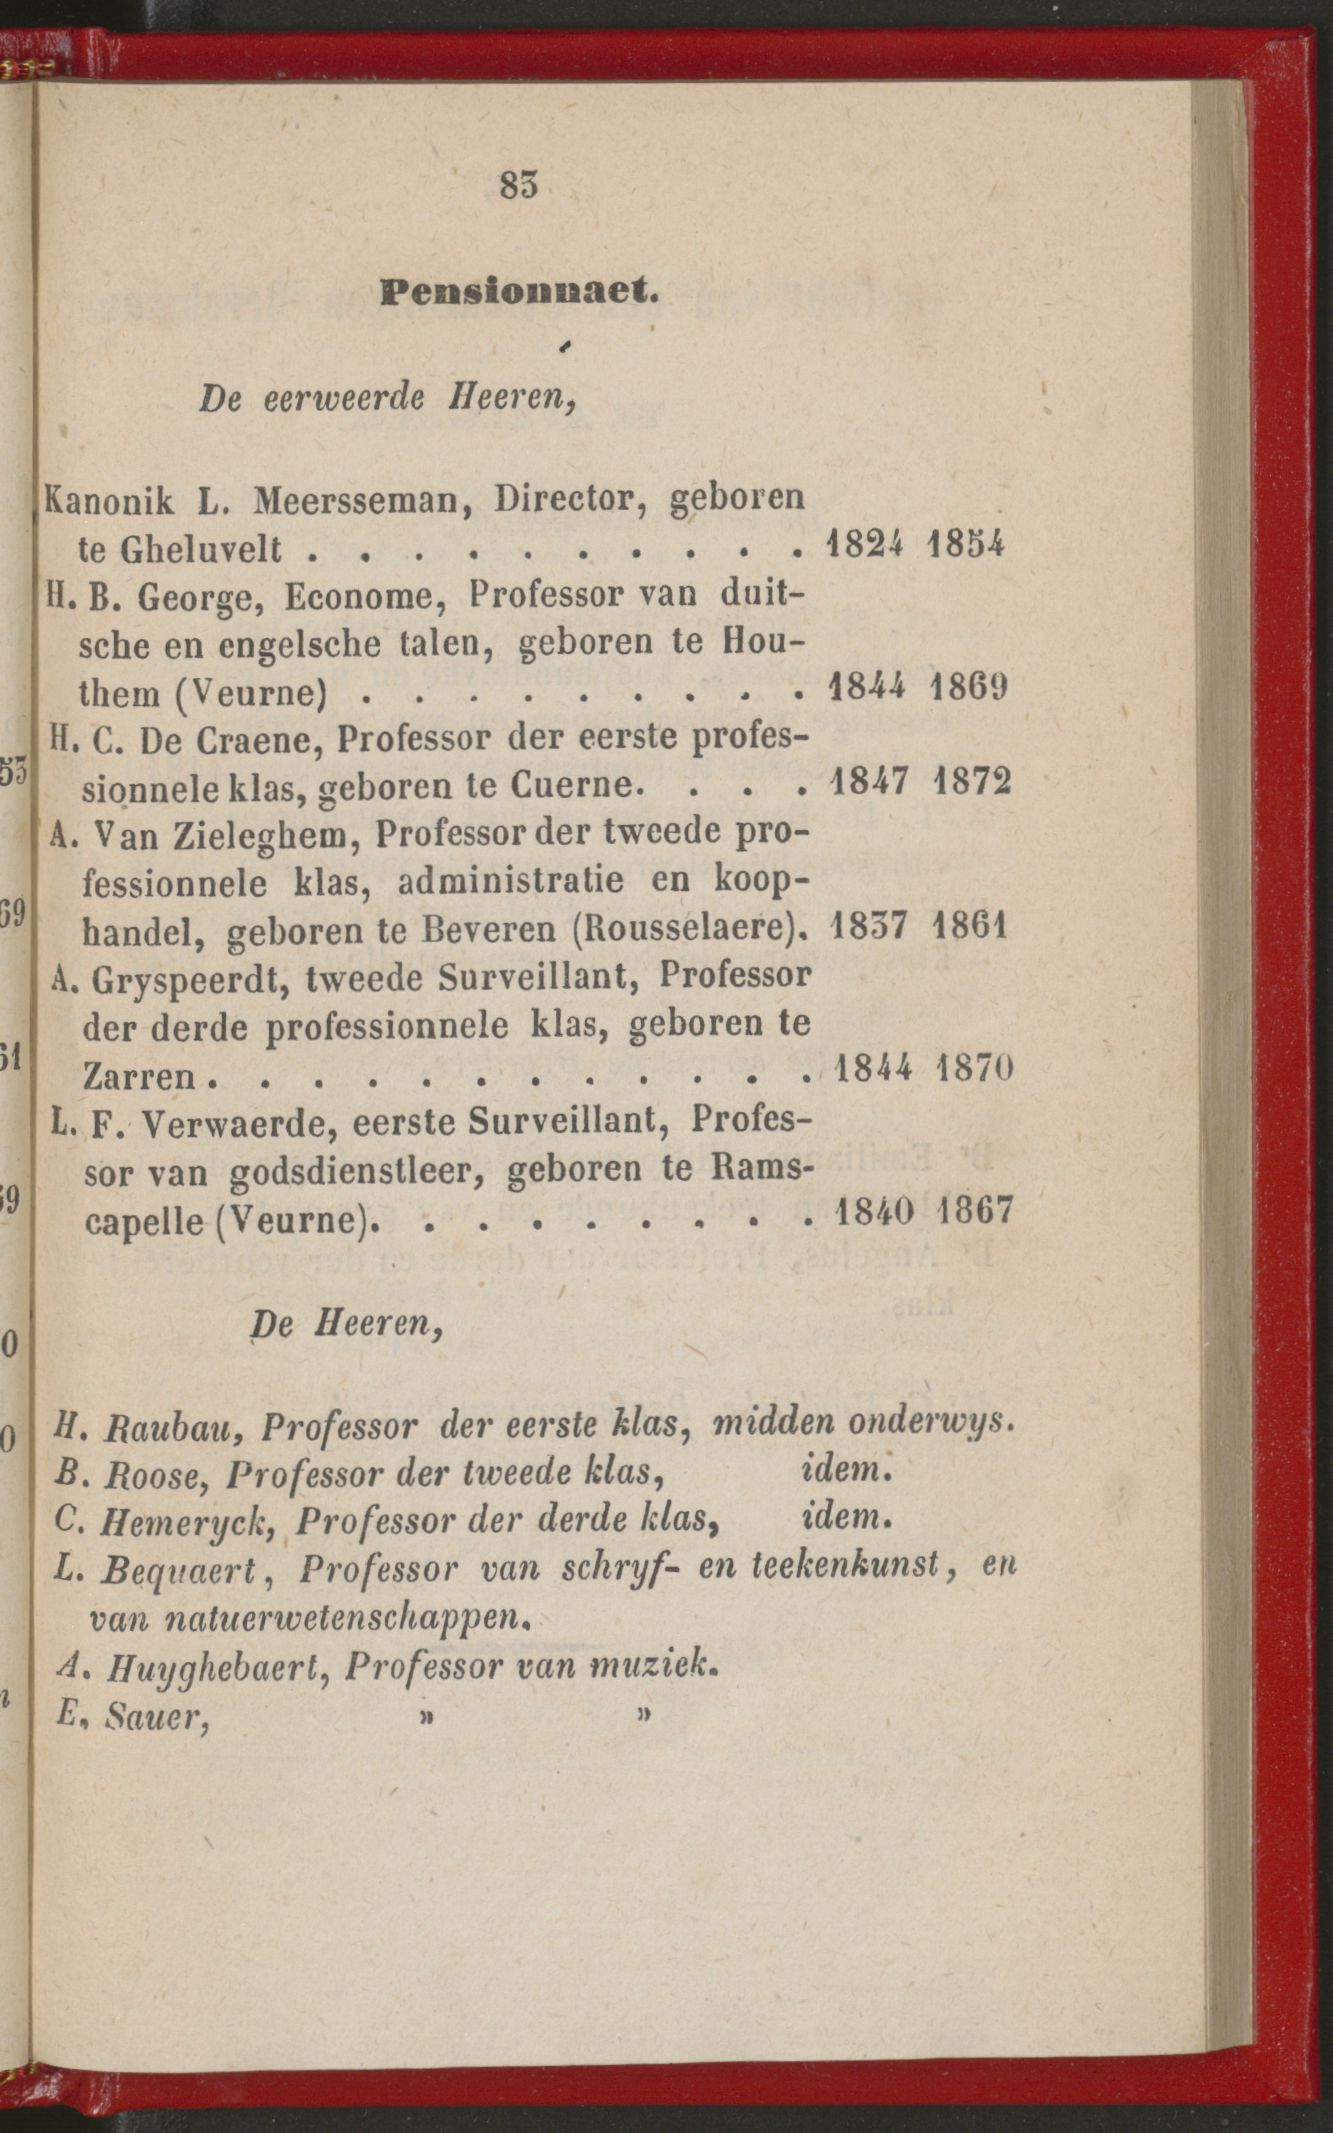 83
Pensionnaet.
De eerweerde Heeren,
Kanonik L. Meersseman, Director, geboren
te Gheluvelt . . . . . . . . . . 1824 1854
H. B. George, Econome, Professor van duit-
sche en engelsche talen, geboren te Hou-
them (Veurne) . . . . . . . . . 1844 1869
H. C. De Craene, Professor der eerste profes-
sionnele klas, geboren te Cuerne. . . . 1847 1872
A. Van Zieleghem, Professor der tweede pro-
fessionnele klas, administratie en koop-
handel, geboren te Beveren (Rousselaere). 1837 1861
A. Gryspeerdt, tweede Surveillant, Professor
der derde professionnele klas, geboren te
Zarren . . . . . . . . . . . . 1844 1870
L. F. Verwaerde, eerste Surveillant, Profes-
sor van godsdienstleer, geboren te Rams-
capelle (Veurne). . . . . . . . . 1840 1867
De Heeren,
H. Raubau, Professor der eerste klas, midden onderwys.
B. Roose, Professor der tweede klas, idem.
C. Hemeryck, Professor der derde klas, idem.
L. Bequaert, Professor van schryf- en teekenkunst, en
van natuerwetenschappen.
A. Huyghebaert, Professor van muziek.
E. Sauer, » »